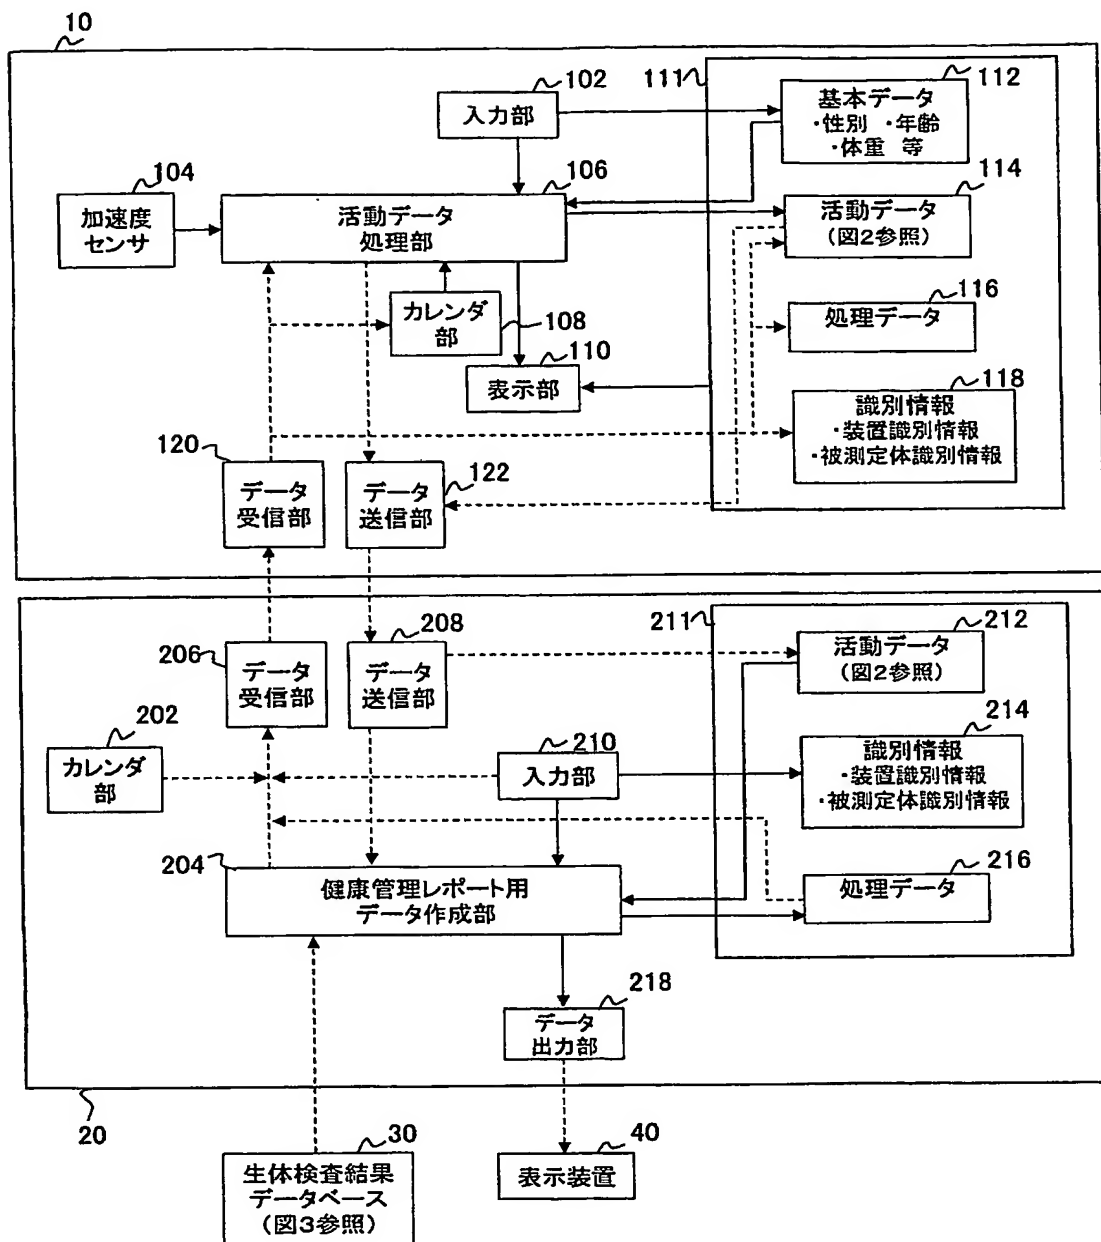 10
102
入力部
111
112
基本データ
・性別 ・年齢
・体重 等
104
加速度
センサ
106
活動データ
処理部
114
活動データ
(図2参照)
カレンダ
部
108
116
処理データ
110
表示部
118
識別情報
・装置識別情報
・被測定体識別情報
120
データ
受信部
122
データ
送信部
206
データ
受信部
208
データ
送信部
211
212
活動データ
(図2参照)
202
カレンダ
部
210
入力部
214
識別情報
・装置識別情報
・被測定体識別情報
204
健康管理レポート用
データ作成部
216
処理データ
218
データ
出力部
20
30
生体検査結果
データベース
(図3参照)
40
表示装置